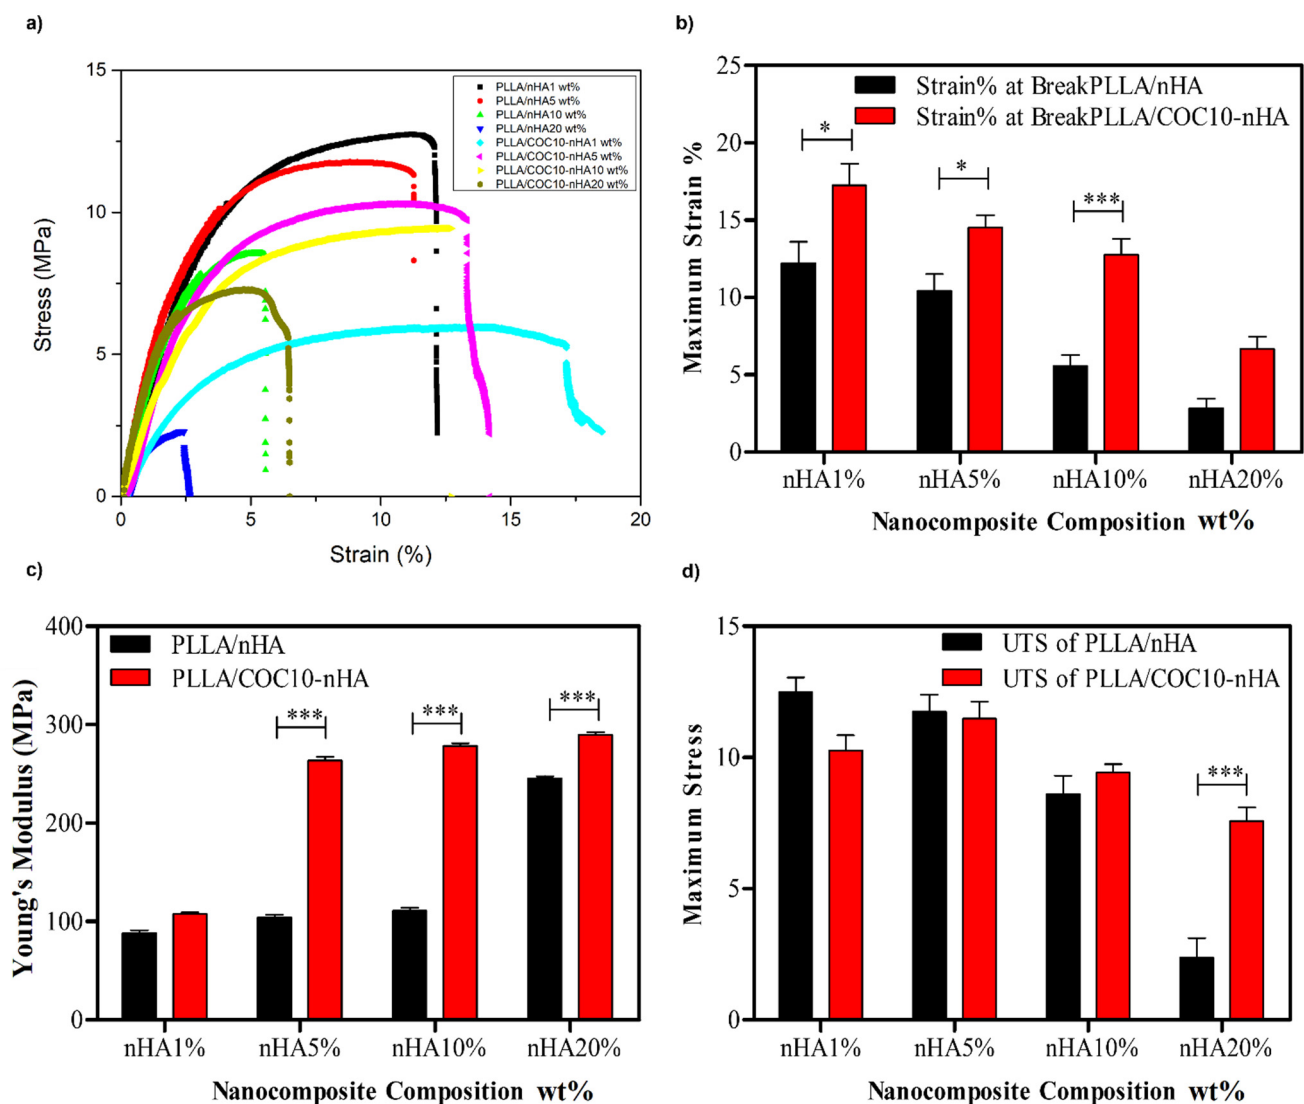 a)
15
10
5
0
Stress (MPa)
PLLA/nHA1 wt%
PLLA/nHA5 wt%
PLLA/nHA10 wt%
PLLA/nHA20 wt%
PLLA/COC10-nHA1 wt%
PLLA/COC10-nHA5 wt%
PLLA/COC10-nHA10 wt%
PLLA/COC10-nHA20 wt%
0 5 10 15 20
Strain (%)
b)
25
20
15
10
5
0
Maximum Strain %
Strain% at BreakPLLA/nHA
Strain% at BreakPLLA/COC10-nHA
* * ***
nHA1% nHA5% nHA10% nHA20%
Nanocomposite Composition wt%
c)
400
300
200
100
0
Young's Modulus (MPa)
PLLA/nHA
PLLA/COC10-nHA
*** *** ***
nHA1% nHA5% nHA10% nHA20%
Nanocomposite Composition wt%
d)
15
10
5
0
Maximum Stress
UTS of PLLA/nHA
UTS of PLLA/COC10-nHA
***
nHA1% nHA5% nHA10% nHA20%
Nanocomposite Composition wt%